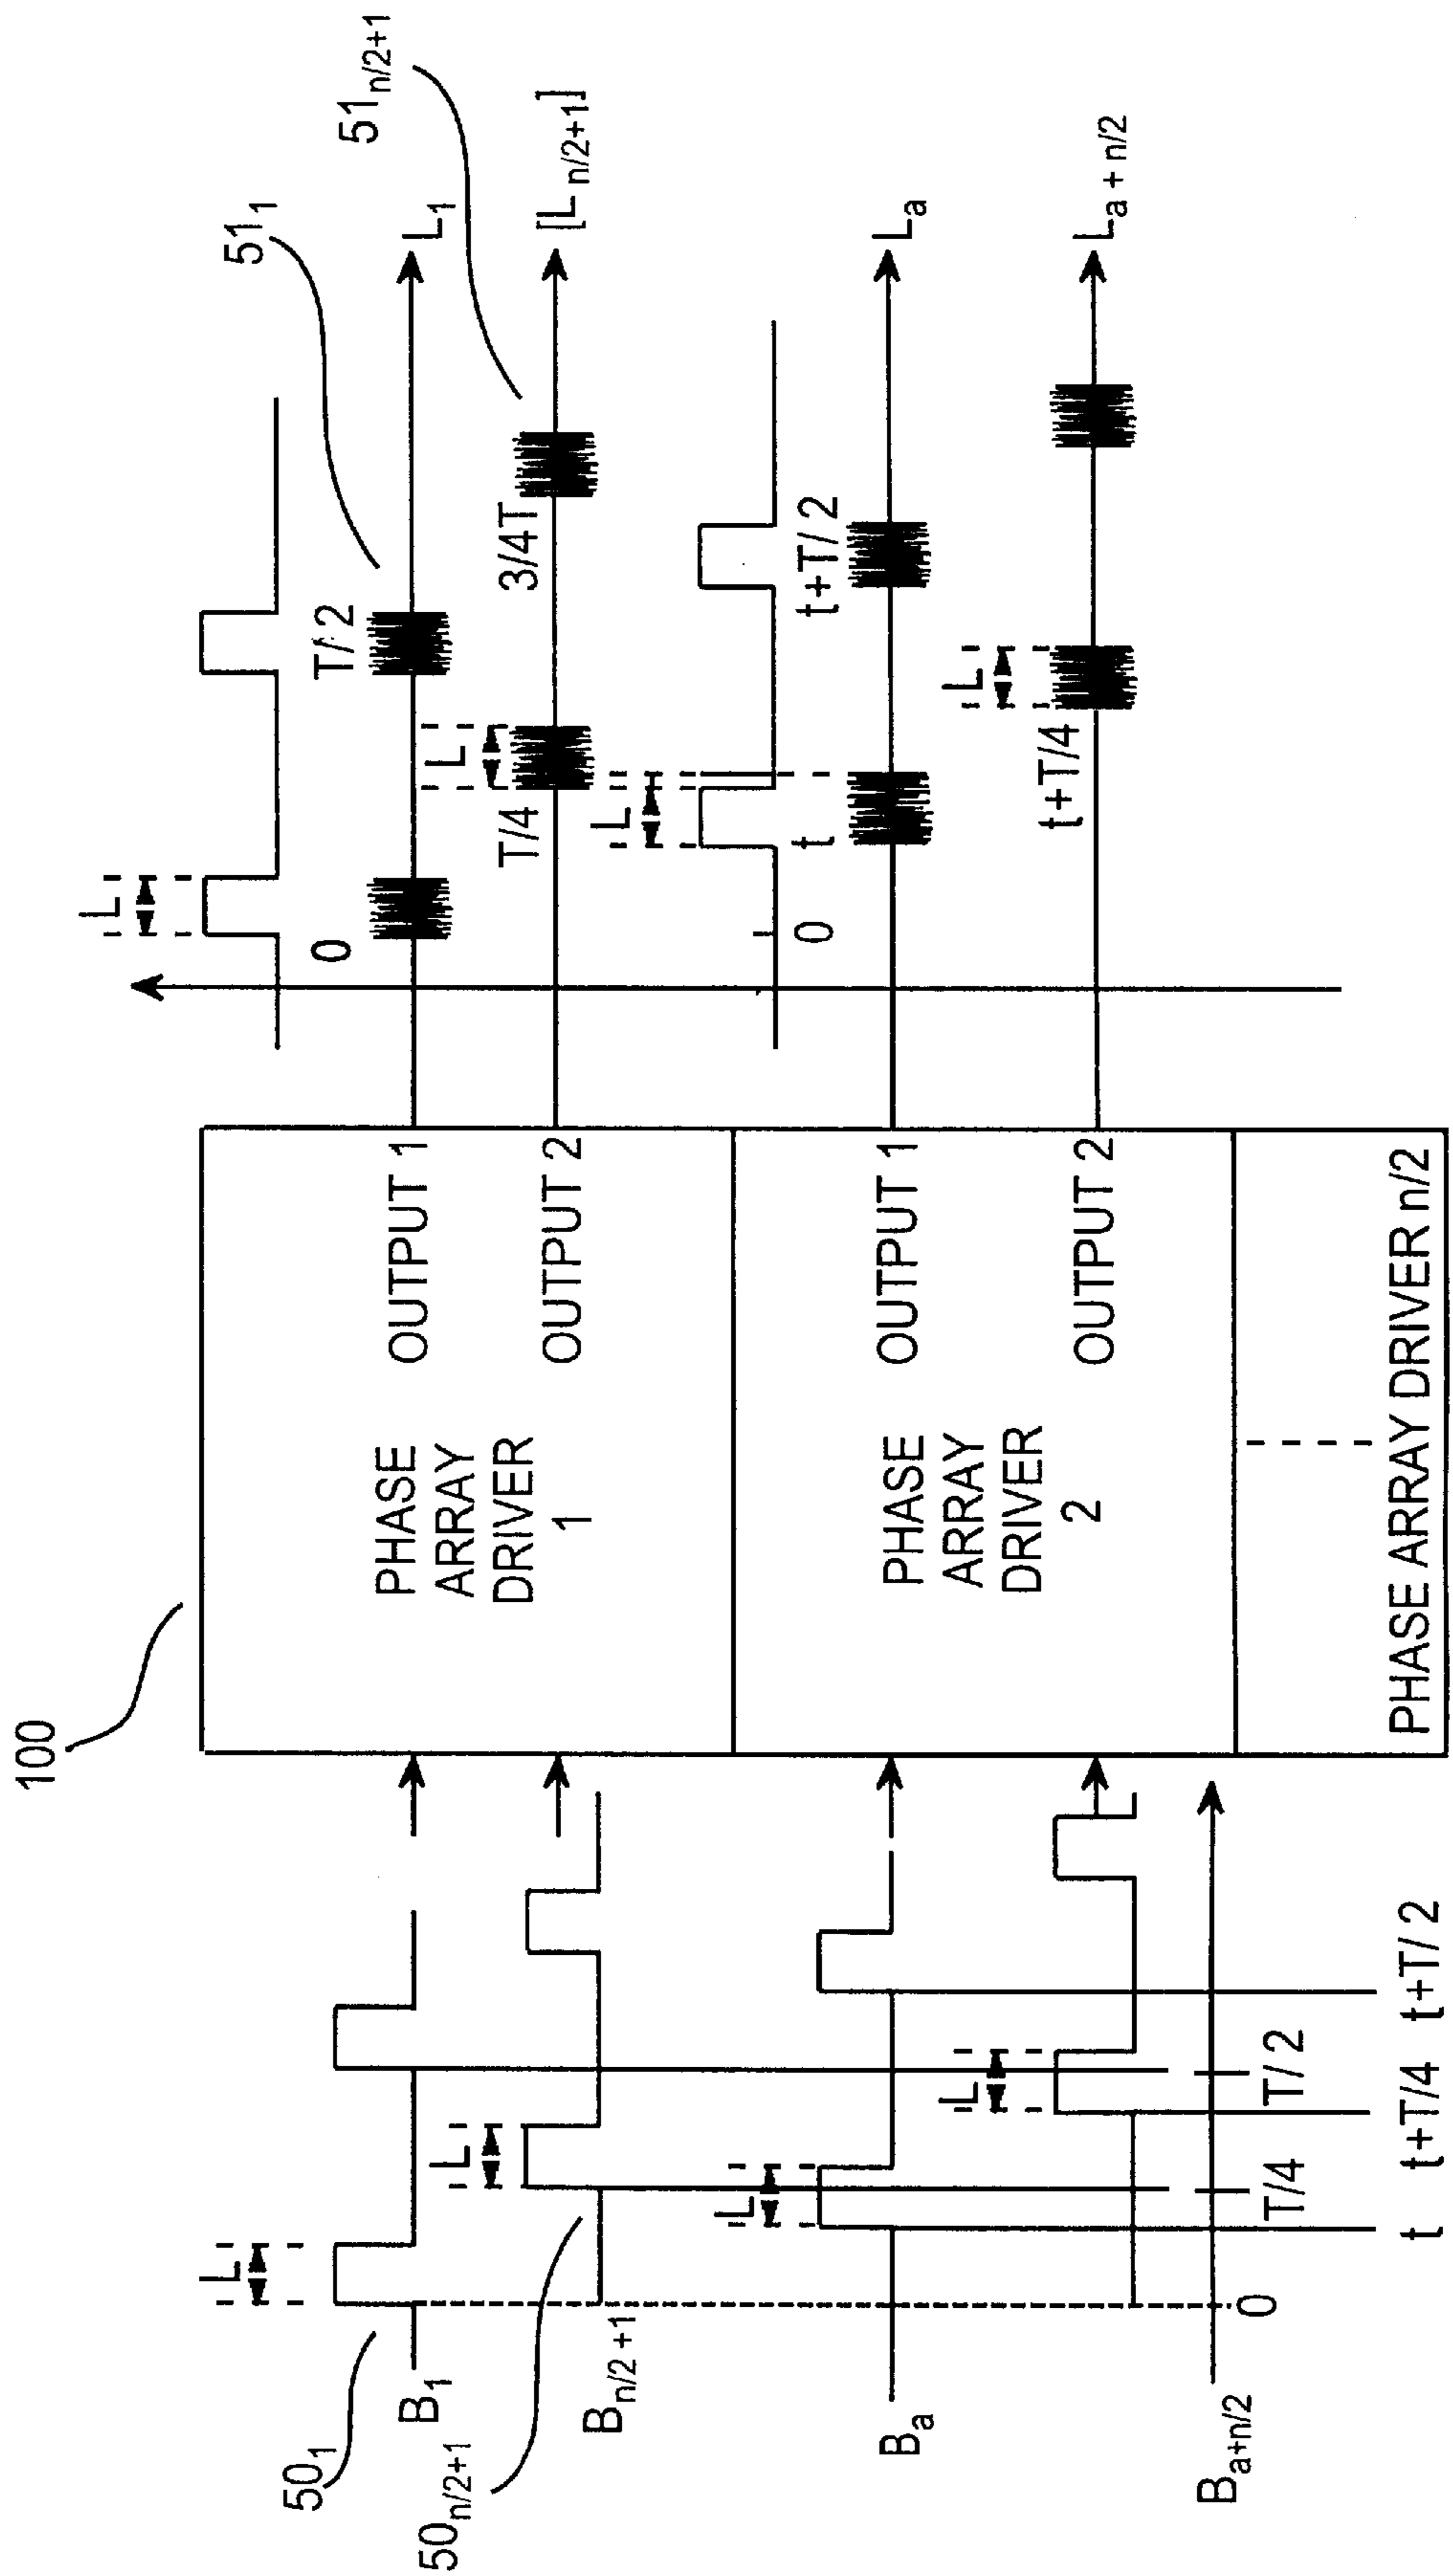 100
50₁
50ₙ/₂₊₁
B₁
Bₙ/₂ ₊₁
Bₐ
Bₐ₊ₙ/₂
L
L
L
L
0
T/4
T/2
t
t+T/4
t+T/2
PHASE
ARRAY
DRIVER
1
OUTPUT 1
OUTPUT 2
PHASE
ARRAY
DRIVER
2
OUTPUT 1
OUTPUT 2
PHASE ARRAY DRIVER n/2
L
0
T/2
51₁
L₁
T/4
L
3/4T
51ₙ/₂₊₁
[Lₙ/₂₊₁]
L
0
t
t+T/2
Lₐ
t+T/4
L
Lₐ ₊ ₙ/₂